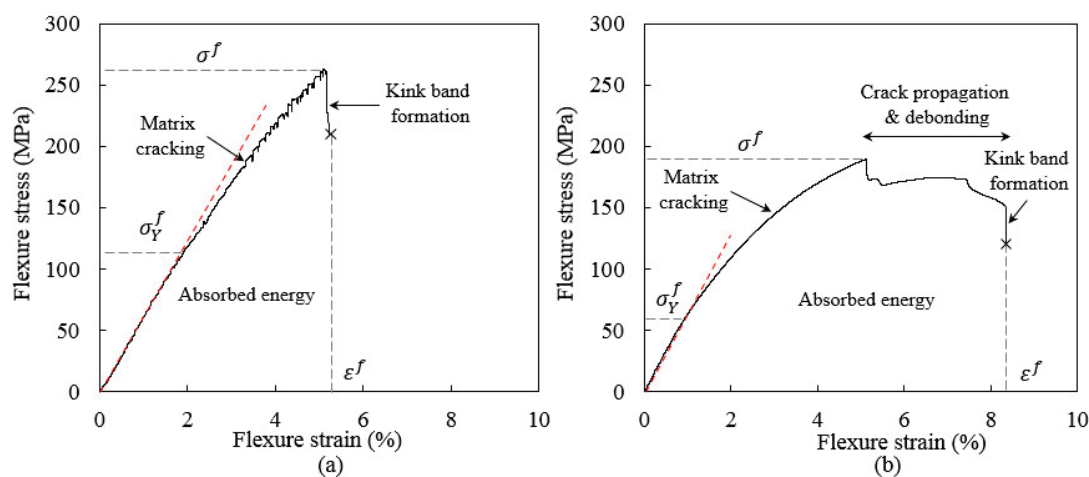 300
250
200
150
100
50
0
Flexure stress (MPa)
σ^f
Kink band
formation
Matrix
cracking
σ_Y^f
Absorbed energy
ε^f
0 2 4 6 8 10
Flexure strain (%)
(a)
300
250
200
150
100
50
0
Flexure stress (MPa)
Crack propagation
& debonding
σ^f
Kink band
formation
Matrix
cracking
σ_Y^f
Absorbed energy
ε^f
0 2 4 6 8 10
Flexure strain (%)
(b)